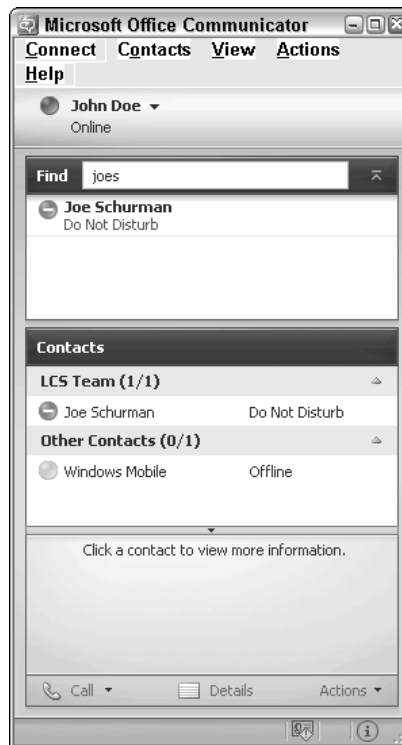 Microsoft Office Communicator
Connect Contacts View Actions
Help
John Doe
Online
Find joes
Joe Schurman
Do Not Disturb
Contacts
LCS Team (1/1)
Joe Schurman Do Not Disturb
Other Contacts (0/1)
Windows Mobile Offline
Click a contact to view more information.
Call Details Actions